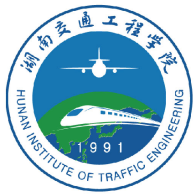 湖南交通工程学院
1991
HUNAN INSTITUTE OF TRAFFIC ENGINEERING